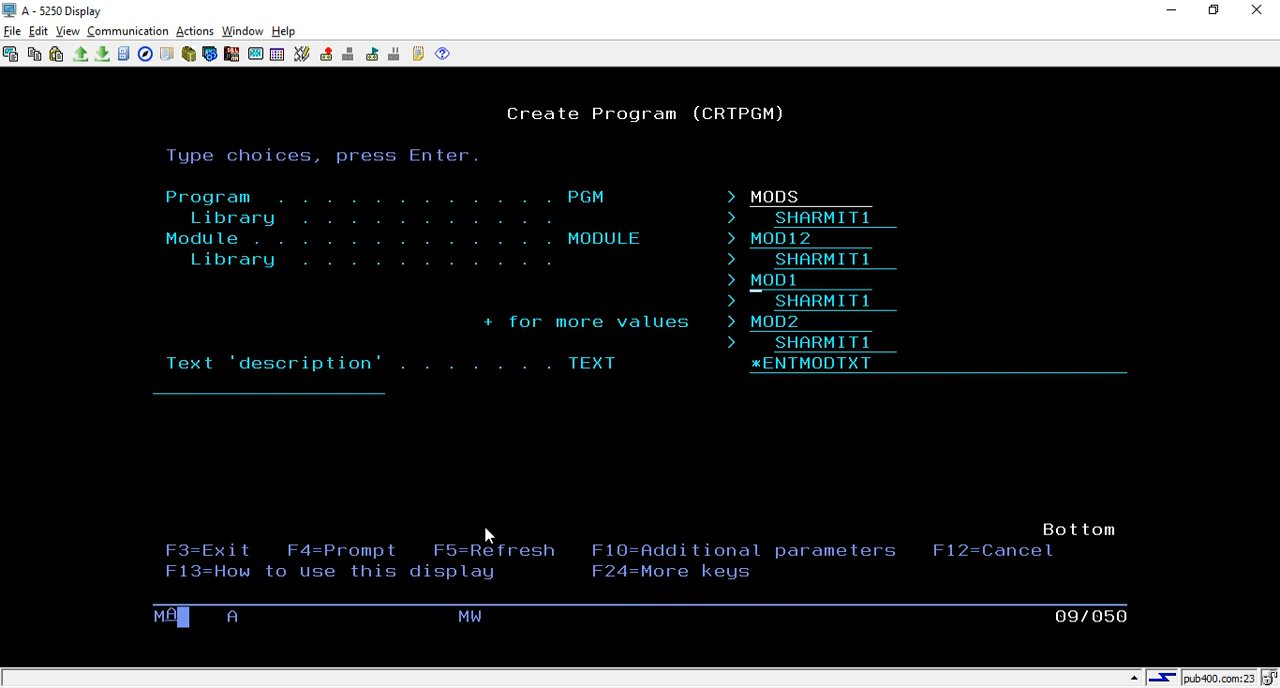 A - 5250 Display
File Edit View Communication Actions Window Help
Create Program (CRTPGM)
Type choices, press Enter.
Program . . . . . . . . . . . . PGM > MODS
Library . . . . . . . . . . . > SHARMIT1
Module . . . . . . . . . . . . . MODULE > MOD12
Library . . . . . . . . . . . > SHARMIT1
> MOD1
> SHARMIT1
+ for more values > MOD2
> SHARMIT1
Text 'description' . . . . . . . TEXT *ENTMODTXT
Bottom
F3=Exit F4=Prompt F5=Refresh F10=Additional parameters F12=Cancel
F13=How to use this display F24=More keys
MA A MW 09/050
pub400.com:23